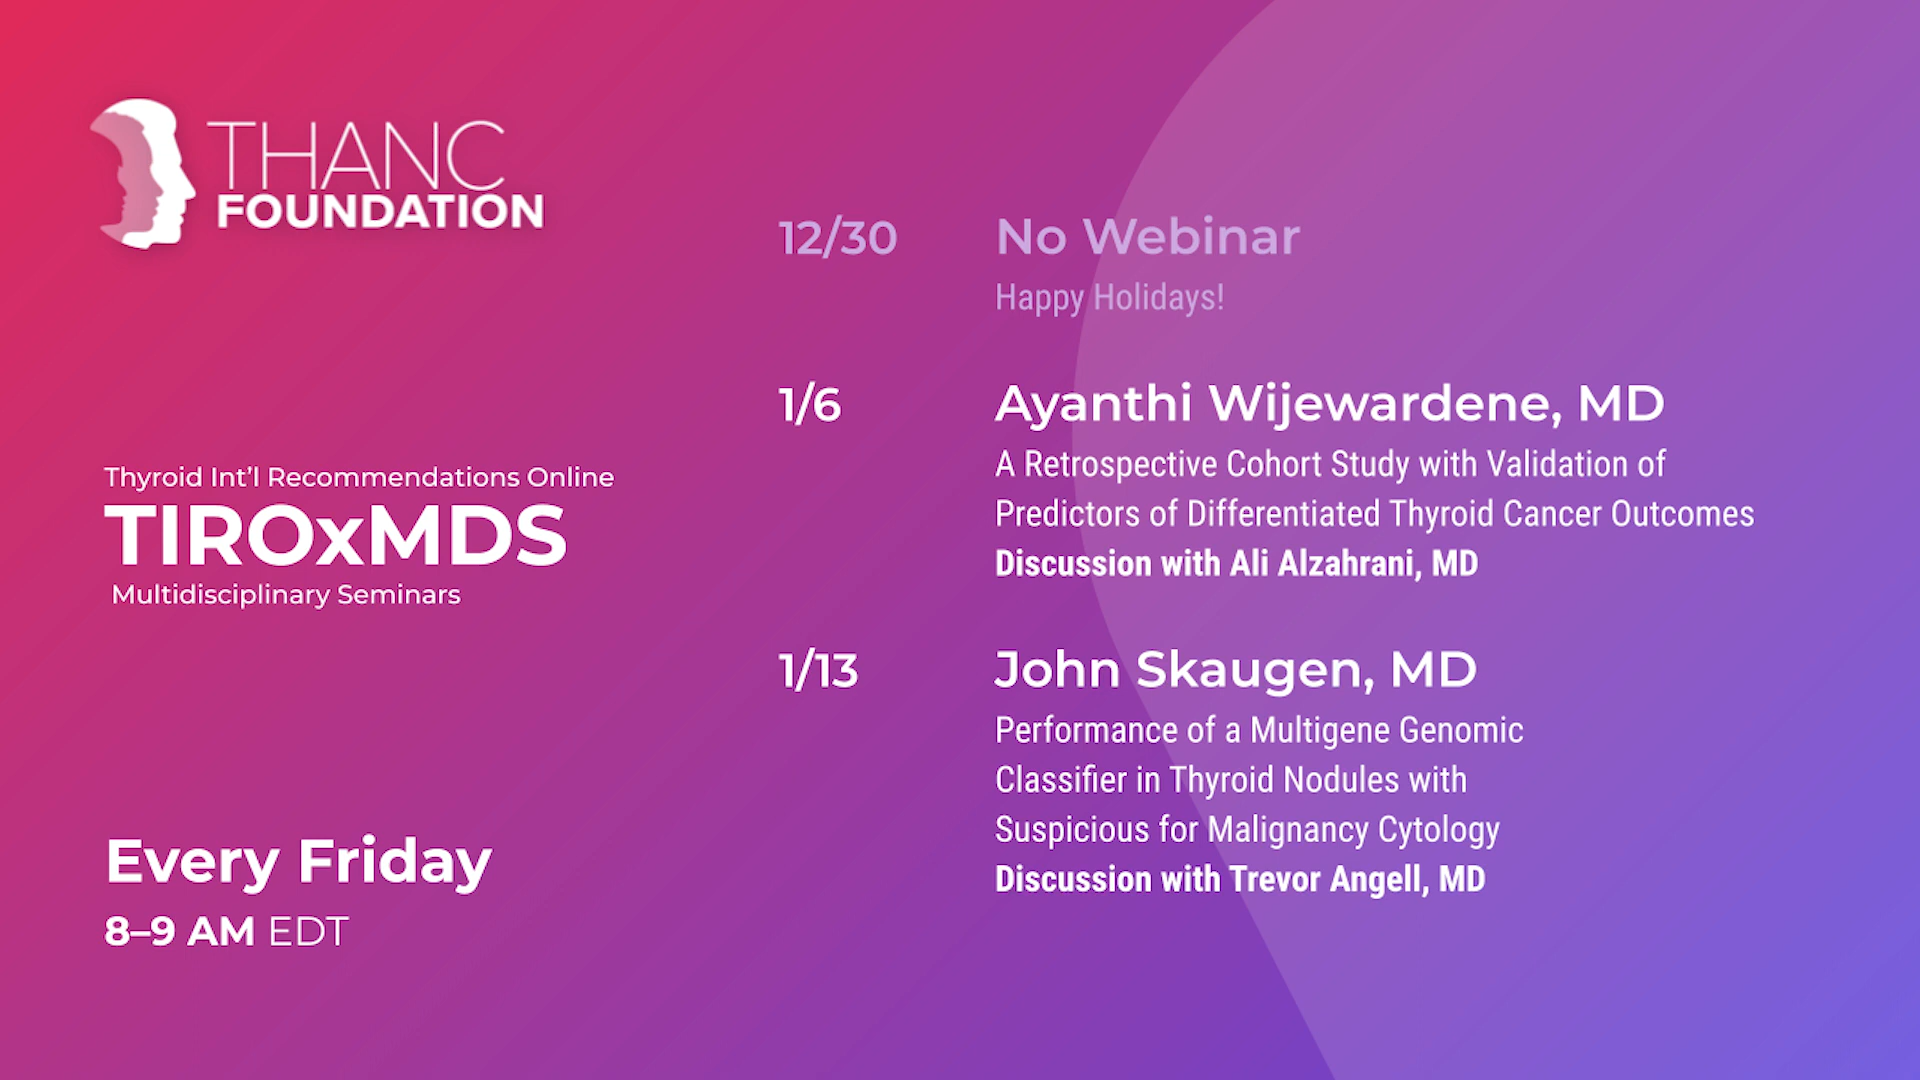 THANC
FOUNDATION
Thyroid Int'l Recommendations Online
TIROxMDS
Multidisciplinary Seminars
Every Friday
8–9 AM EDT
12/30
No Webinar
Happy Holidays!
1/6
Ayanthi Wijewardene, MD
A Retrospective Cohort Study with Validation of
Predictors of Differentiated Thyroid Cancer Outcomes
Discussion with Ali Alzahrani, MD
1/13
John Skaugen, MD
Performance of a Multigene Genomic
Classifier in Thyroid Nodules with
Suspicious for Malignancy Cytology
Discussion with Trevor Angell, MD